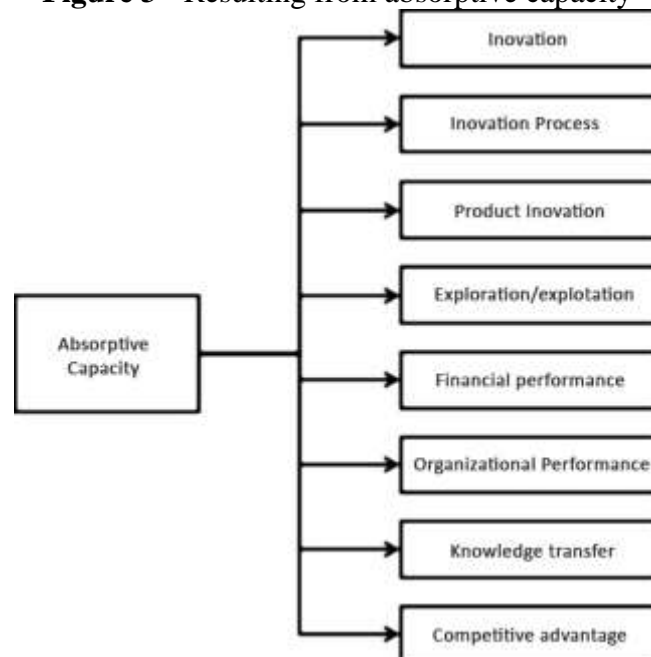 Figure 3 - Resulting from absorptive capacity
Inovation
Inovation Process
Product Inovation
Exploration/explotation
Absorptive
Capacity
Financial performance
Organizational Performance
Knowledge transfer
Competitive advantage